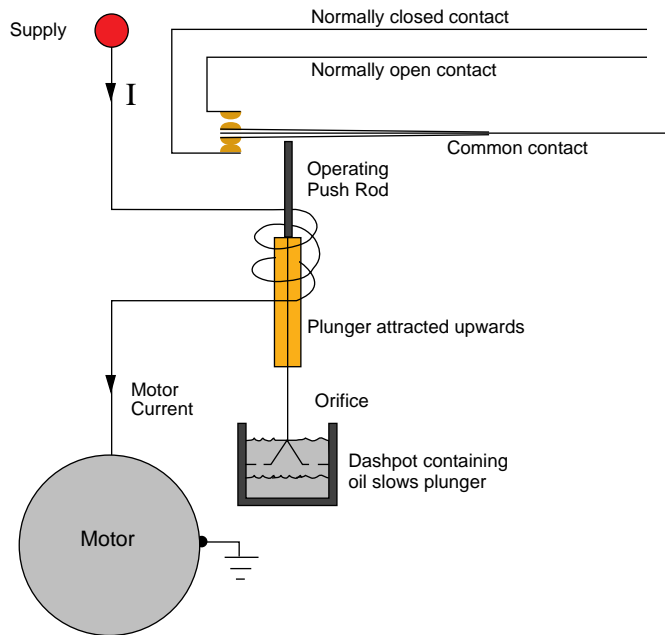 Supply
Normally closed contact
I
Normally open contact
Common contact
Operating
Push Rod
Plunger attracted upwards
Motor
Current
Orifice
Dashpot containing
oil slows plunger
Motor